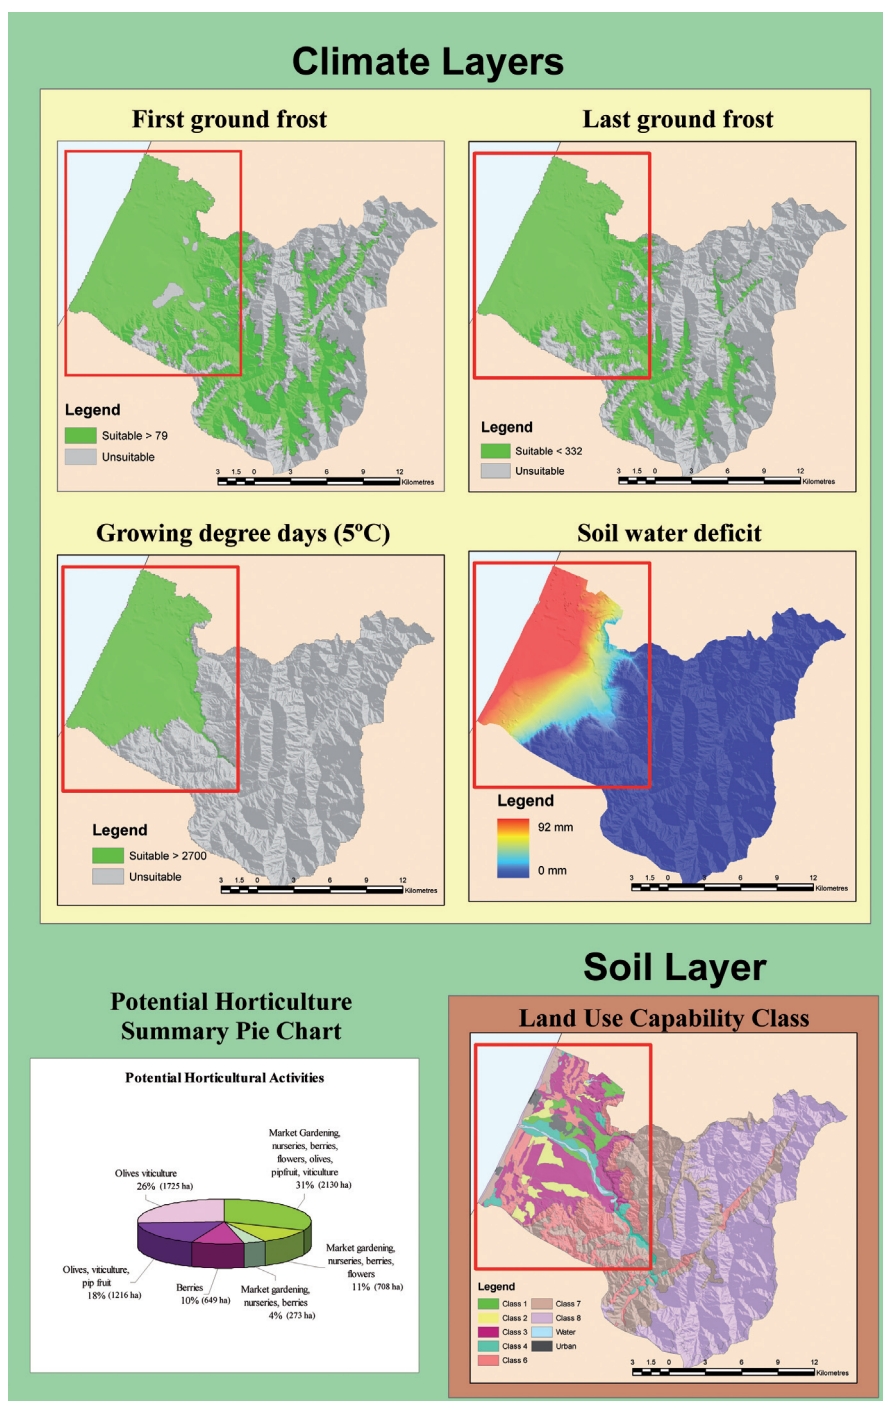 Climate Layers
First ground frost
Legend
Suitable > 79
Unsuitable
3 1.5 0 3 6 9 12
Kilometres
Last ground frost
Legend
Suitable < 332
Unsuitable
3 1.5 0 3 6 9 12
Kilometres
Growing degree days (5ºC)
Legend
Suitable > 2700
Unsuitable
3 1.5 0 3 6 9 12
Kilometres
Soil water deficit
Legend
92 mm
0 mm
3 1.5 0 3 6 9 12
Kilometres
Potential Horticulture
Summary Pie Chart
Potential Horticultural Activities
Market Gardening,
nurseries, berries,
flowers, olives,
pipfruit, viticulture
31% (2130 ha)
Olives viticulture
26% (1725 ha)
Market gardening,
nurseries, berries,
flowers
11% (708 ha)
Olives, viticulture,
pip fruit
18% (1216 ha)
Berries
10% (649 ha)
Market gardening,
nurseries, berries
4% (273 ha)
Soil Layer
Land Use Capability Class
Legend
Class 1
Class 2
Class 3
Class 4
Class 6
Class 7
Class 8
Water
Urban
3 1.5 0 3 6 9 12
Kilometres